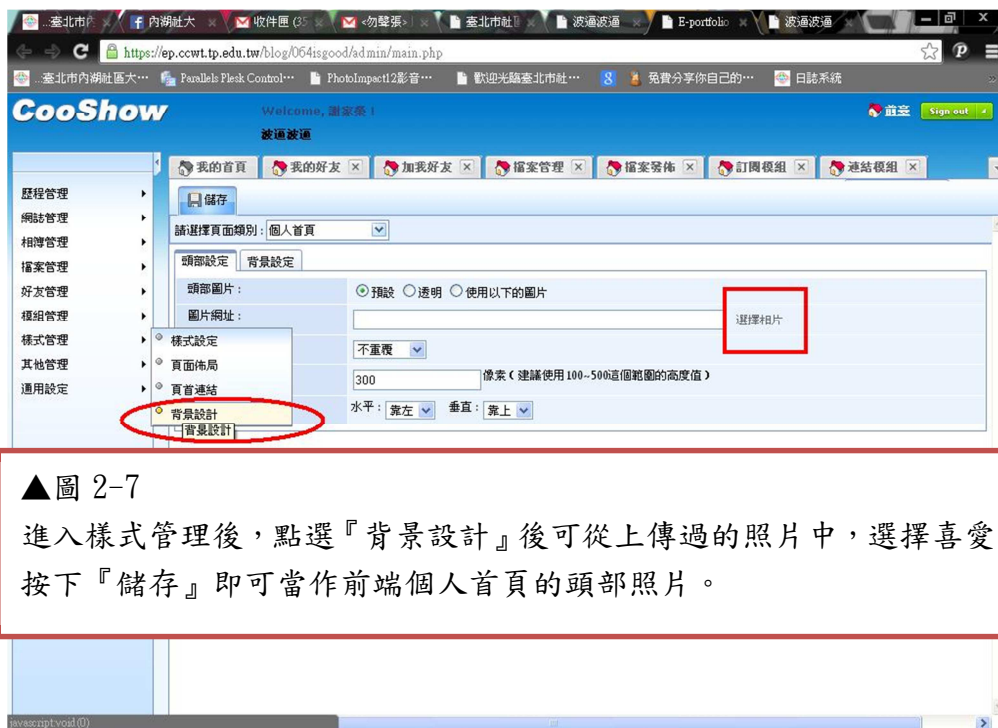 ...臺北市內
內湖社大
收件匣 (35
<勿聲張>
臺北市社
波逼波逼
E-portfolio
波逼波逼
https://ep.ccwt.tp.edu.tw/blog/064isgood/admin/main.php
...臺北市內湖社區大…
Parallels Plesk Control…
PhotoImpact12影音…
歡迎光臨臺北市社…
免費分享你自己的…
日誌系統
CooShow
Welcome, 謝家榮!
波逼波逼
前臺
Sign out
我的首頁
我的好友
加我好友
檔案管理
檔案發佈
訂閱模組
連結模組
歷程管理
網誌管理
相簿管理
檔案管理
好友管理
模組管理
樣式管理
其他管理
通用設定
儲存
請選擇頁面類別: 個人首頁
頭部設定 背景設定
頭部圖片: 預設 透明 使用以下的圖片
圖片網址: 選擇相片
不重覆
300 像素(建議使用100~500這個範圍的高度值)
水平: 靠左 垂直: 靠上
樣式設定
頁面佈局
頁首連結
背景設計
背景設計
▲圖 2-7
進入樣式管理後,點選『背景設計』後可從上傳過的照片中,選擇喜愛
按下『儲存』即可當作前端個人首頁的頭部照片。
javascript:void(0)